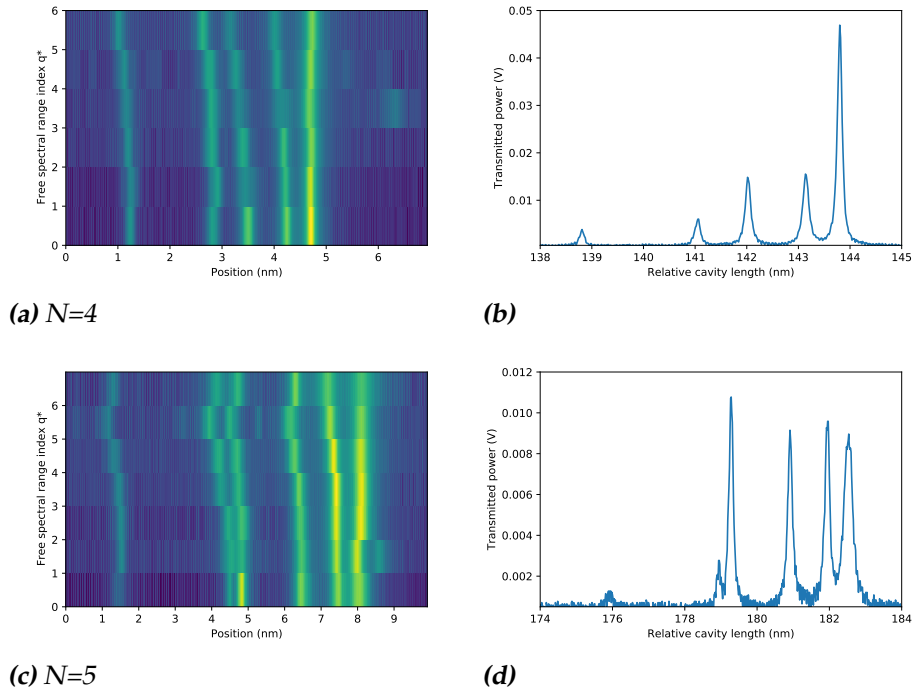 6
5
4
3
2
1
0
Free spectral range index q*
0 1 2 3 4 5 6
Position (nm)
(a) N=4
0.05
0.04
0.03
0.02
0.01
Transmitted power (V)
138 139 140 141 142 143 144 145
Relative cavity length (nm)
(b)
6
5
4
3
2
1
0
Free spectral range index q*
0 1 2 3 4 5 6 7 8 9
Position (nm)
(c) N=5
0.012
0.010
0.008
0.006
0.004
0.002
Transmitted power (V)
174 176 178 180 182 184
Relative cavity length (nm)
(d)